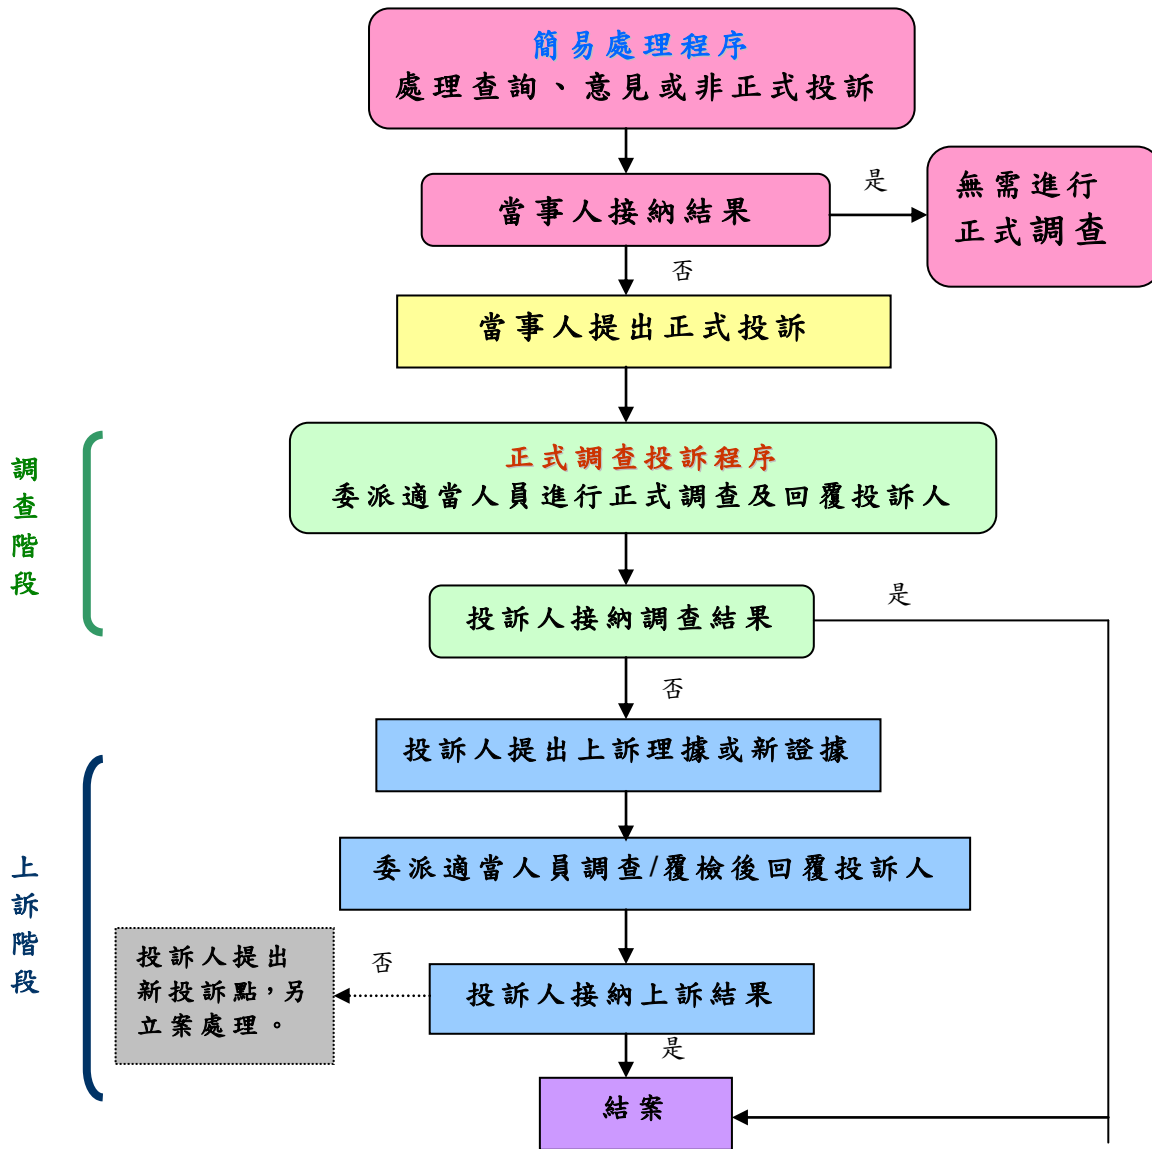 簡易處理程序
處理查詢、意見或非正式投訴
當事人接納結果
是
無需進行
正式調查
否
當事人提出正式投訴
調查階段
正式調查投訴程序
委派適當人員進行正式調查及回覆投訴人
投訴人接納調查結果
是
否
上訴階段
投訴人提出上訴理據或新證據
委派適當人員調查/覆檢後回覆投訴人
投訴人接納上訴結果
否
投訴人提出
新投訴點，另
立案處理。
是
結案